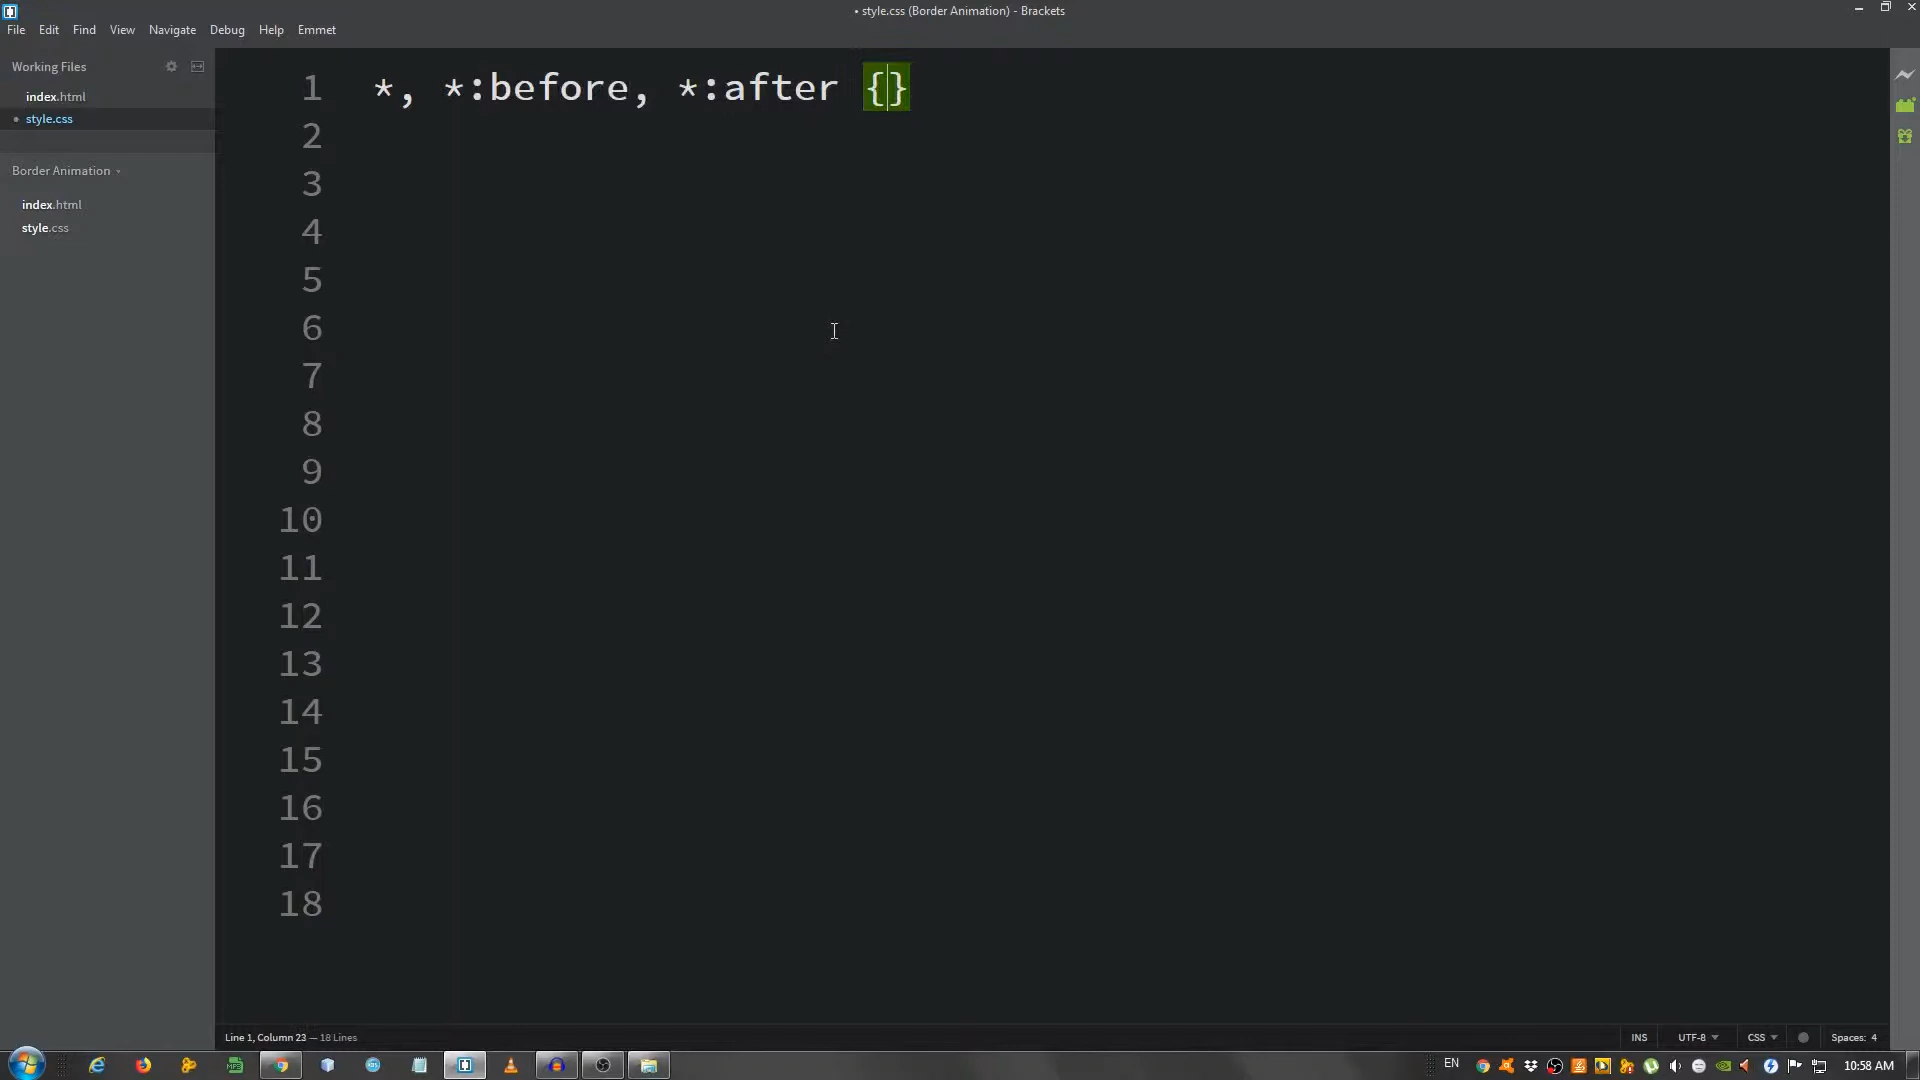 • style.css (Border Animation) - Brackets
File Edit Find View Navigate Debug Help Emmet
Working Files
index.html
• style.css
Border Animation
index.html
style.css
1 *, *:before, *:after {}
2
3
4
5
6
7
8
9
10
11
12
13
14
15
16
17
18
Line 1, Column 23 — 18 Lines
INS UTF-8 CSS Spaces: 4
EN 10:58 AM